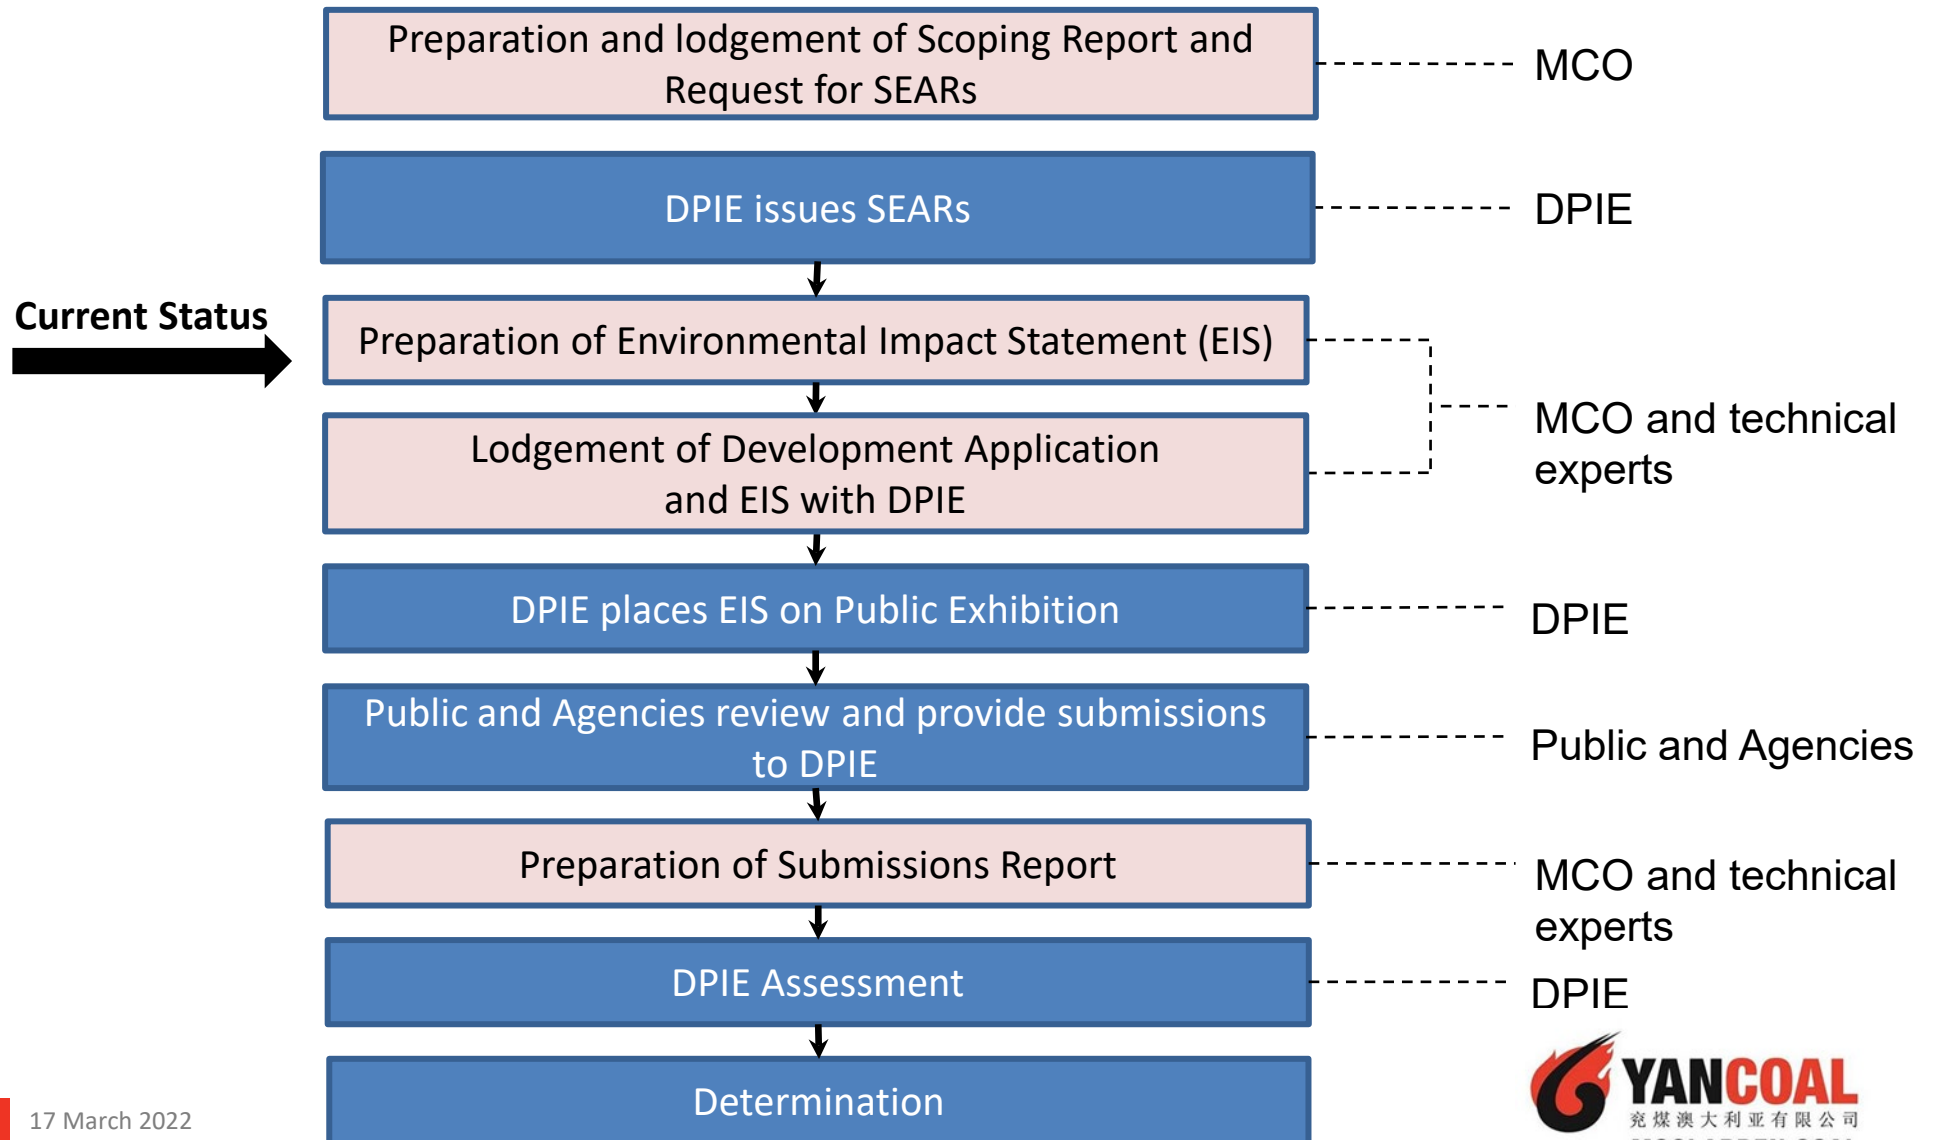 Preparation and lodgement of Scoping Report and
Request for SEARs
MCO
DPIE issues SEARs
DPIE
Current Status
Preparation of Environmental Impact Statement (EIS)
Lodgement of Development Application
and EIS with DPIE
MCO and technical
experts
DPIE places EIS on Public Exhibition
DPIE
Public and Agencies review and provide submissions
to DPIE
Public and Agencies
Preparation of Submissions Report
MCO and technical
experts
DPIE Assessment
DPIE
Determination
17 March 2022
YANCOAL
兖煤澳大利亚有限公司